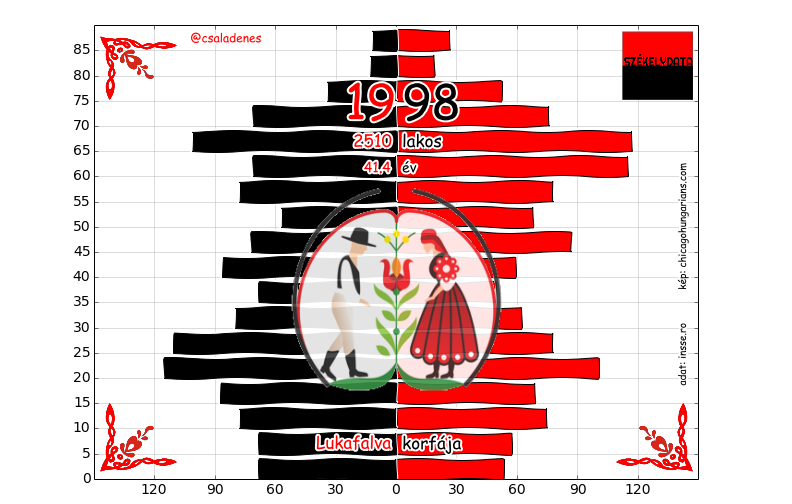 @csaladenes
SZÉKELYDATA
1998
2510 lakos
41,4 év
kép: chicagohungarians.com
adat: insse.ro
Lukafalva korfája
85
80
75
70
65
60
55
50
45
40
35
30
25
20
15
10
5
0
120 90 60 30 0 30 60 90 120